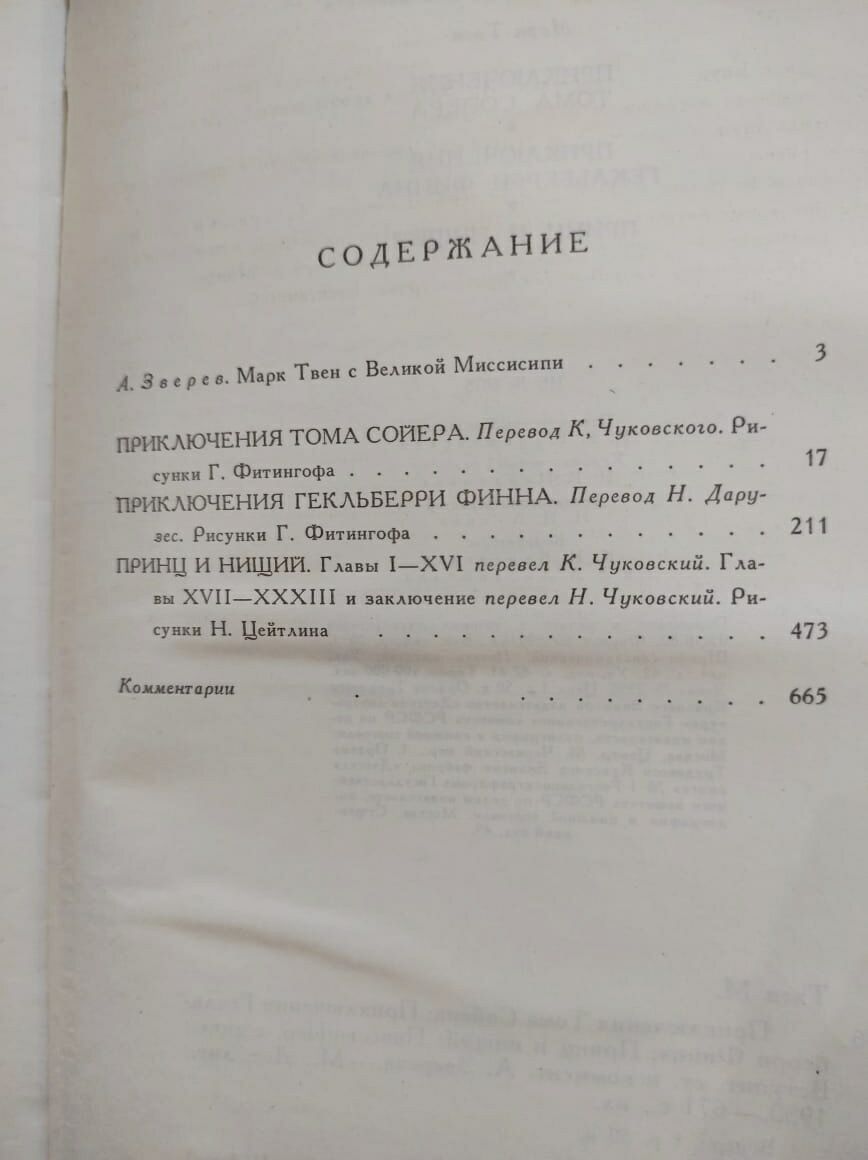 СОДЕРЖАНИЕ
А. Зверев. Марк Твен с Великой Миссисипи . . . . . . . 3
ПРИКЛЮЧЕНИЯ ТОМА СОЙЕРА. Перевод К, Чуковского. Ри-
сунки Г. Фитингофа . . . . . . . . . . . . . . 17
ПРИКЛЮЧЕНИЯ ГЕКЛЬБЕРРИ ФИННА. Перевод Н. Дару-
зес. Рисунки Г. Фитингофа . . . . . . . . . . . . 211
ПРИНЦ И НИЩИЙ. Главы I—XVI перевел К. Чуковский. Гла-
вы XVII—XXXIII и заключение перевел Н. Чуковский. Ри-
сунки Н. Цейтлина . . . . . . . . . . . . . . 473
Комментарии . . . . . . . . . . . 665